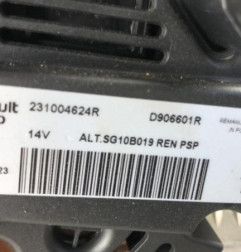 ult 231004624R D906601R
14V ALT.SG10B019 REN PSP
23